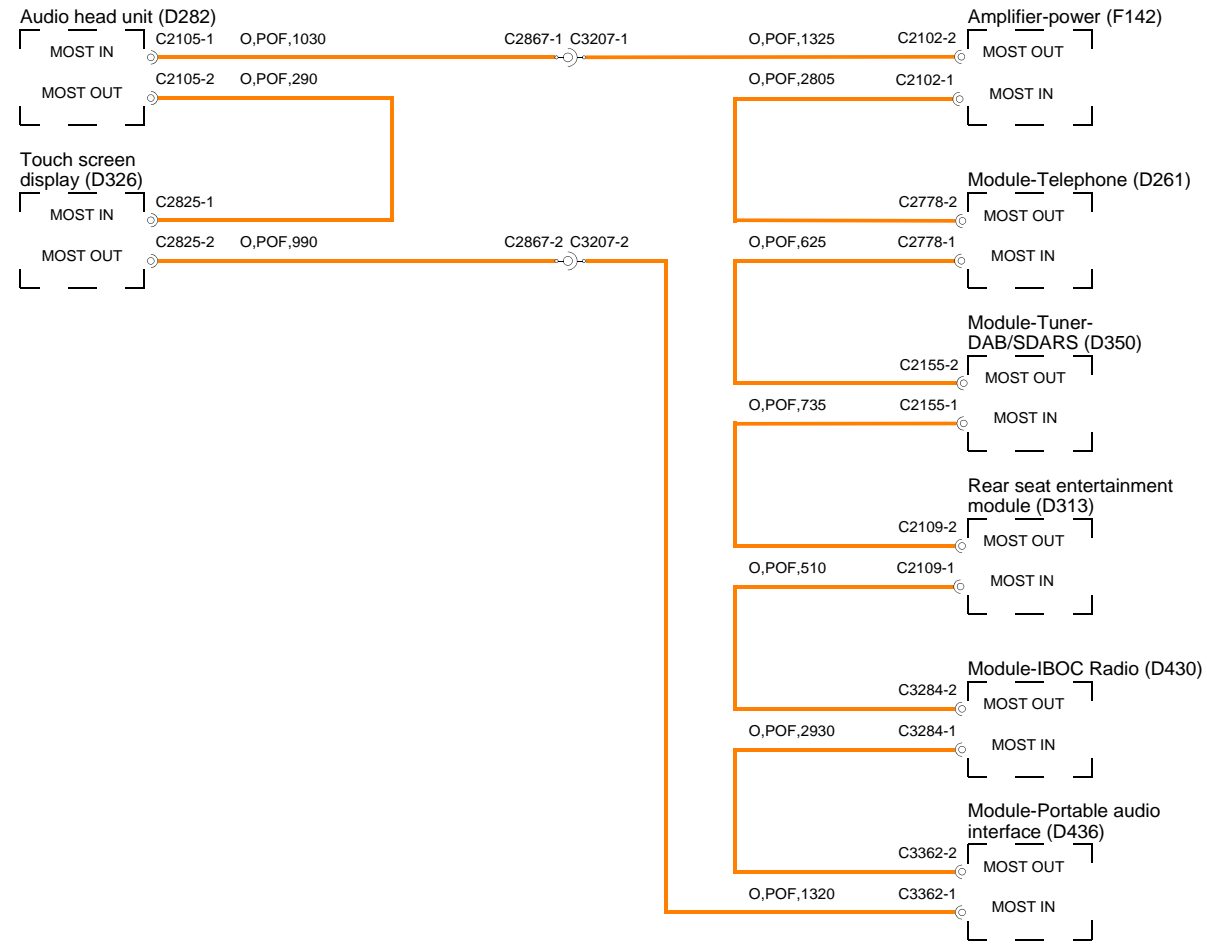 Audio head unit (D282)
MOST IN
C2105-1 O,POF,1030 C2867-1 C3207-1 O,POF,1325 C2102-2
Amplifier-power (F142)
MOST OUT
MOST OUT
C2105-2 O,POF,290
O,POF,2805 C2102-1
MOST IN
Touch screen
display (D326)
MOST IN
C2825-1
Module-Telephone (D261)
C2778-2
MOST OUT
MOST OUT
C2825-2 O,POF,990 C2867-2 C3207-2 O,POF,625 C2778-1
MOST IN
Module-Tuner-
DAB/SDARS (D350)
C2155-2
MOST OUT
O,POF,735 C2155-1
MOST IN
Rear seat entertainment
module (D313)
C2109-2
MOST OUT
O,POF,510 C2109-1
MOST IN
Module-IBOC Radio (D430)
C3284-2
MOST OUT
O,POF,2930 C3284-1
MOST IN
Module-Portable audio
interface (D436)
C3362-2
MOST OUT
O,POF,1320 C3362-1
MOST IN